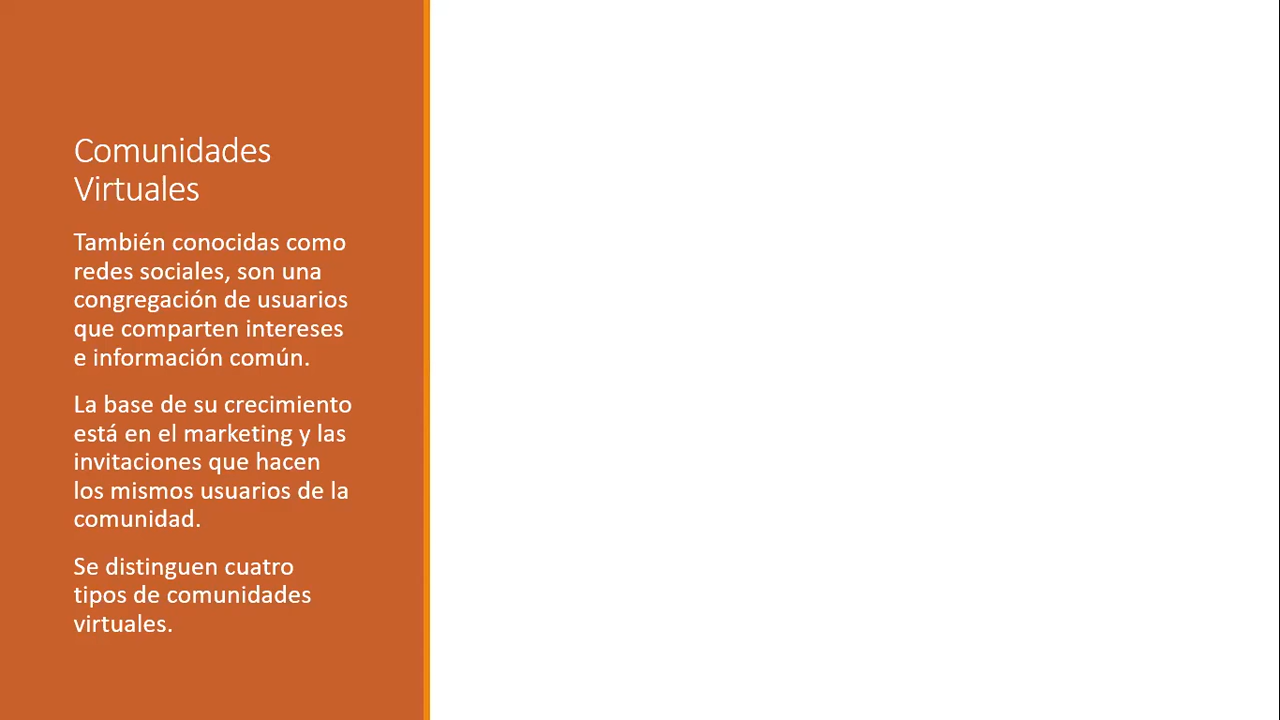 Comunidades
Virtuales
También conocidas como
redes sociales, son una
congregación de usuarios
que comparten intereses
e información común.
La base de su crecimiento
está en el marketing y las
invitaciones que hacen
los mismos usuarios de la
comunidad.
Se distinguen cuatro
tipos de comunidades
virtuales.